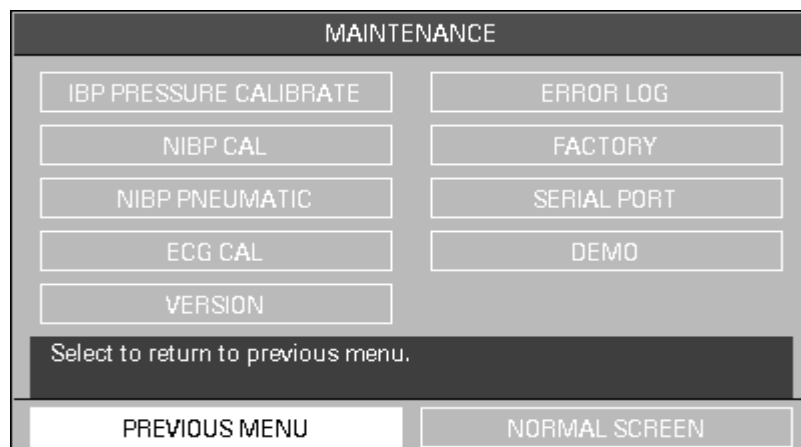 MAINTENANCE
IBP PRESSURE CALIBRATE
ERROR LOG
NIBP CAL
FACTORY
NIBP PNEUMATIC
SERIAL PORT
ECG CAL
DEMO
VERSION
Select to return to previous menu.
PREVIOUS MENU
NORMAL SCREEN